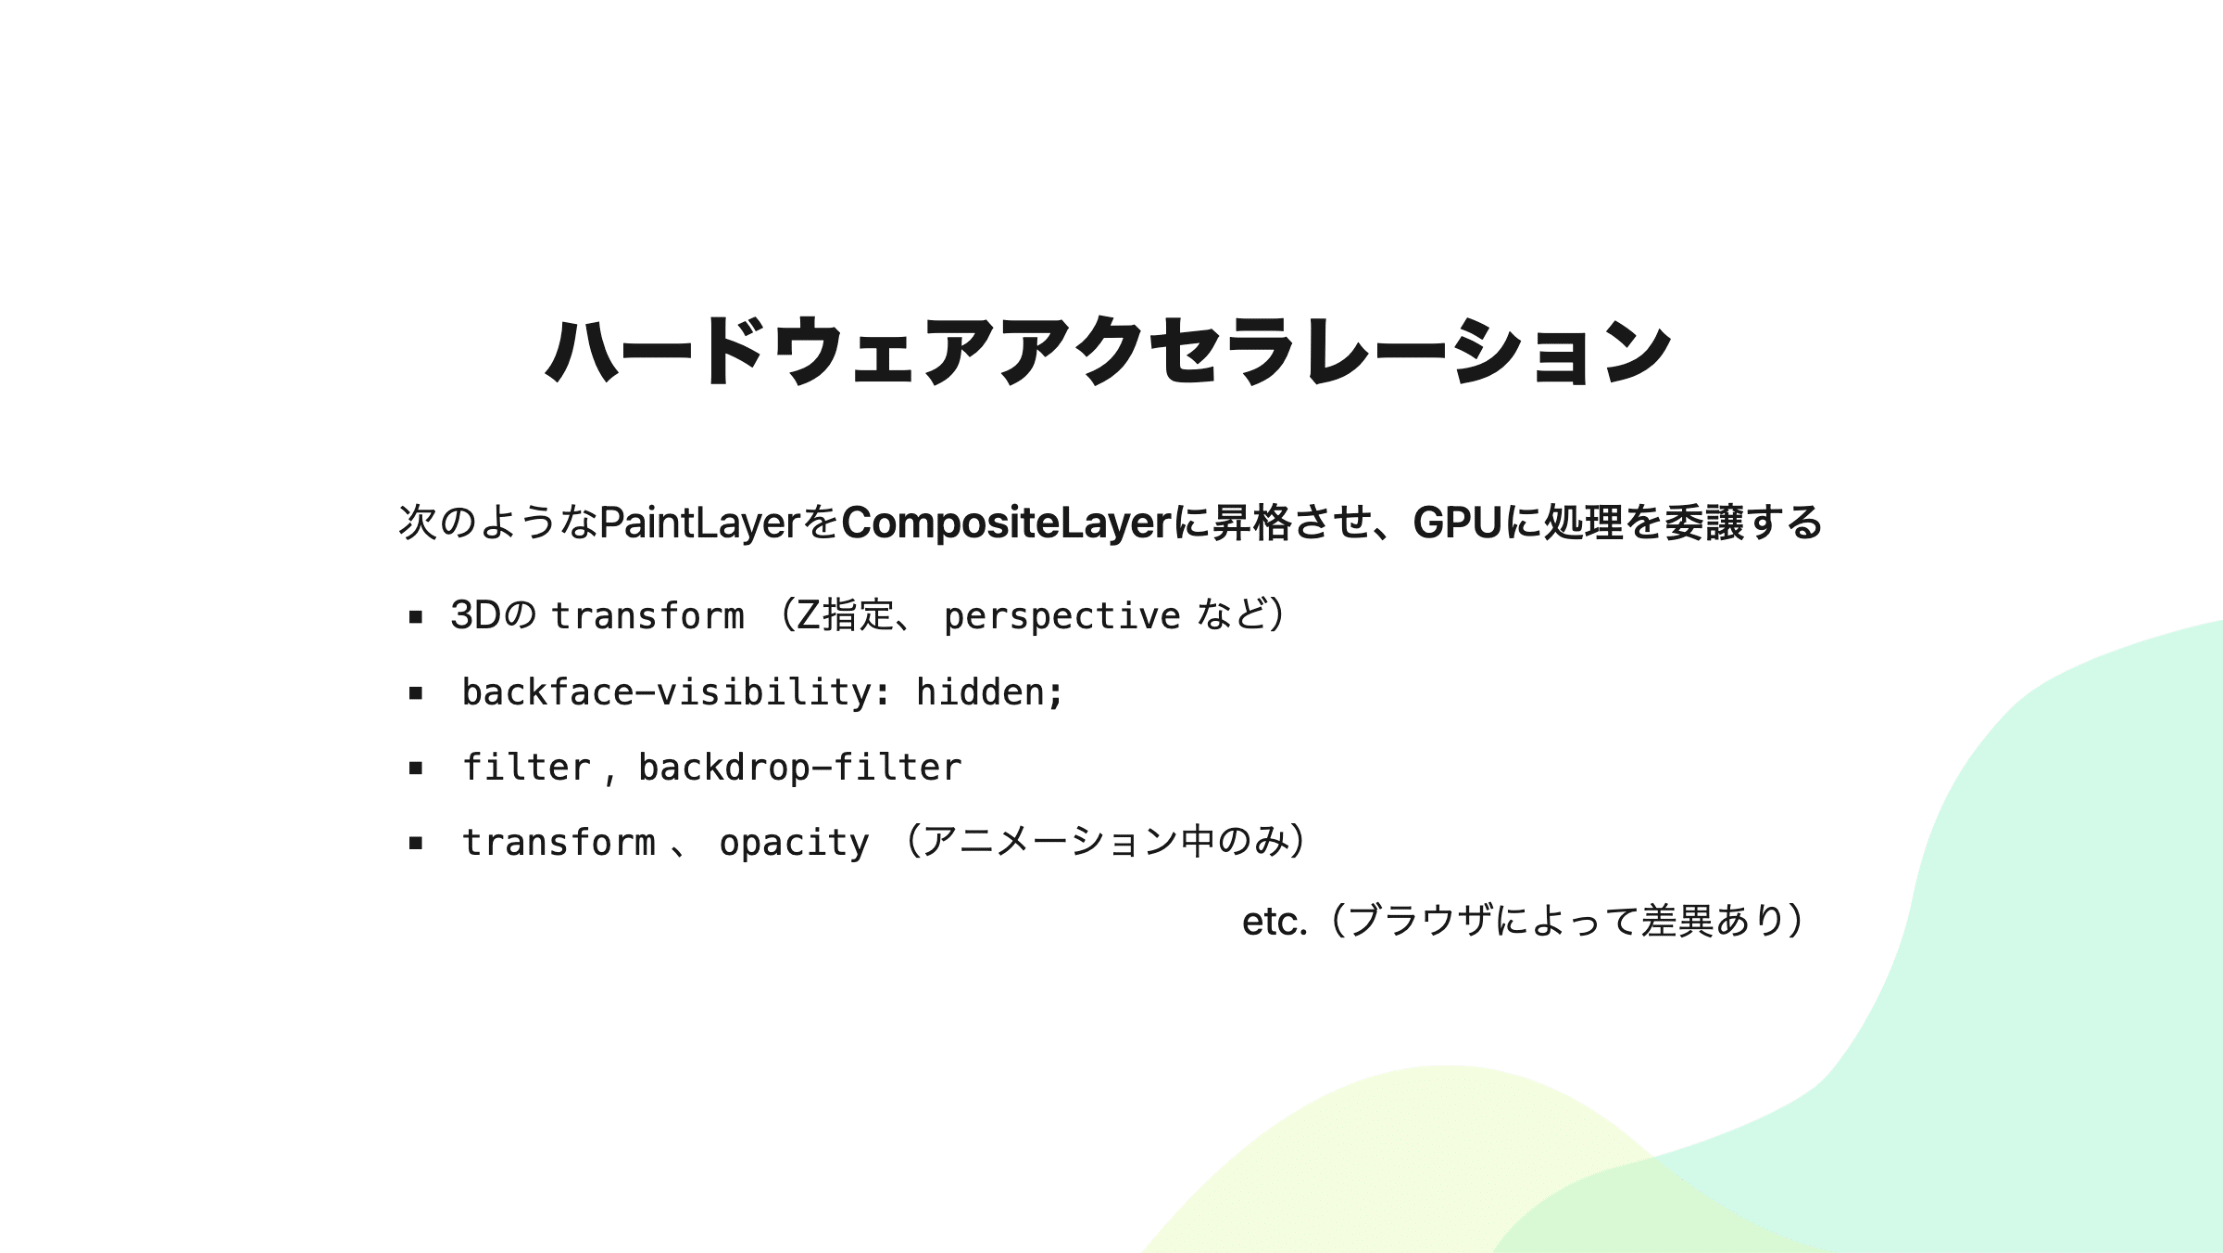 ハードウェアアクセラレーション
次のようなPaintLayerをCompositeLayerに昇格させ、GPUに処理を委譲する
▪ 3Dの transform （Z指定、 perspective など）
▪ backface-visibility: hidden;
▪ filter , backdrop-filter
▪ transform 、 opacity （アニメーション中のみ）
etc.（ブラウザによって差異あり）